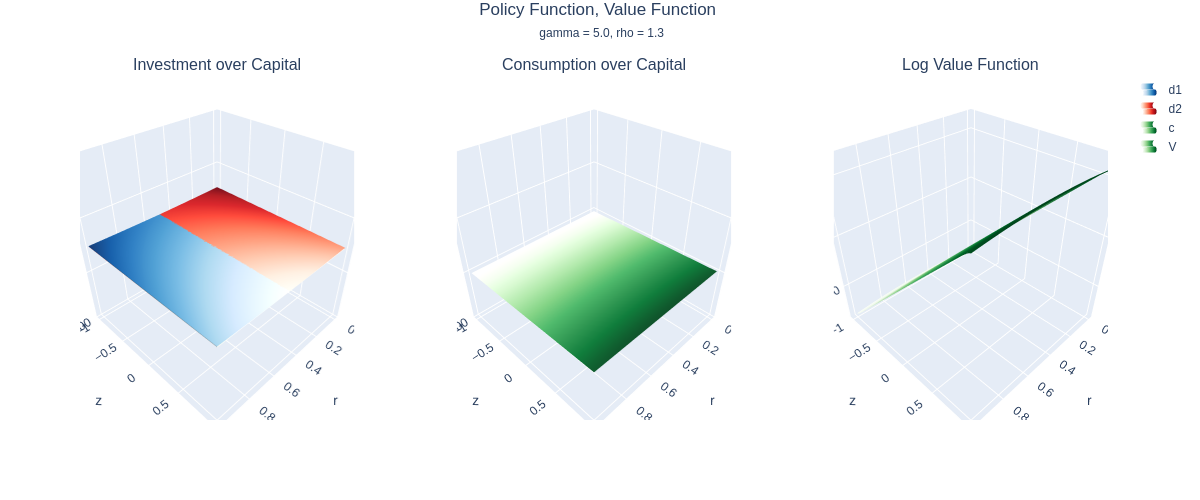 Policy Function, Value Function
gamma = 5.0, rho = 1.3
Investment over Capital
Consumption over Capital
Log Value Function
d1
d2
c
V
−0.5
0
0.5
z
0
0.2
0.4
0.6
0.8
r
−0.5
0
0.5
z
0
0.2
0.4
0.6
0.8
r
0
−1
−0.5
0
0.5
z
0
0.2
0.4
0.6
0.8
r